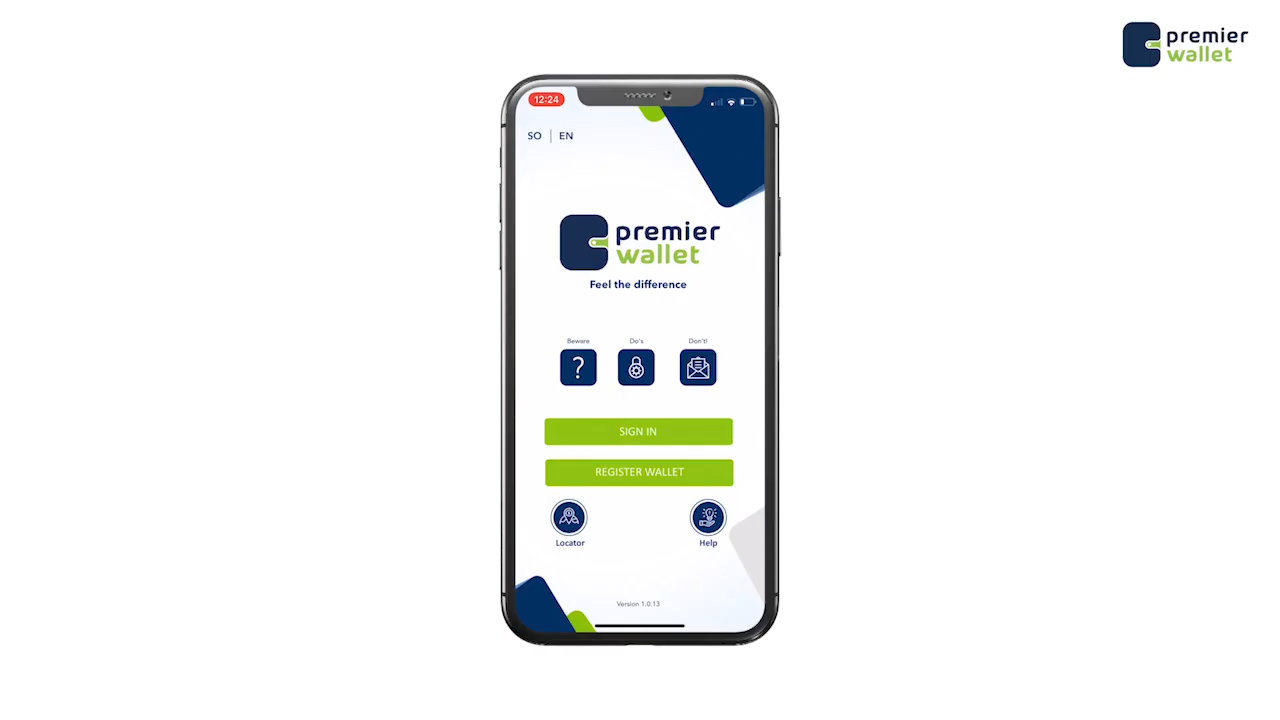 premier
wallet
12:24
SO | EN
premier
wallet
Feel the difference
Beware
Do's
Don't!
?
SIGN IN
REGISTER WALLET
Locator
Help
Version 1.0.13